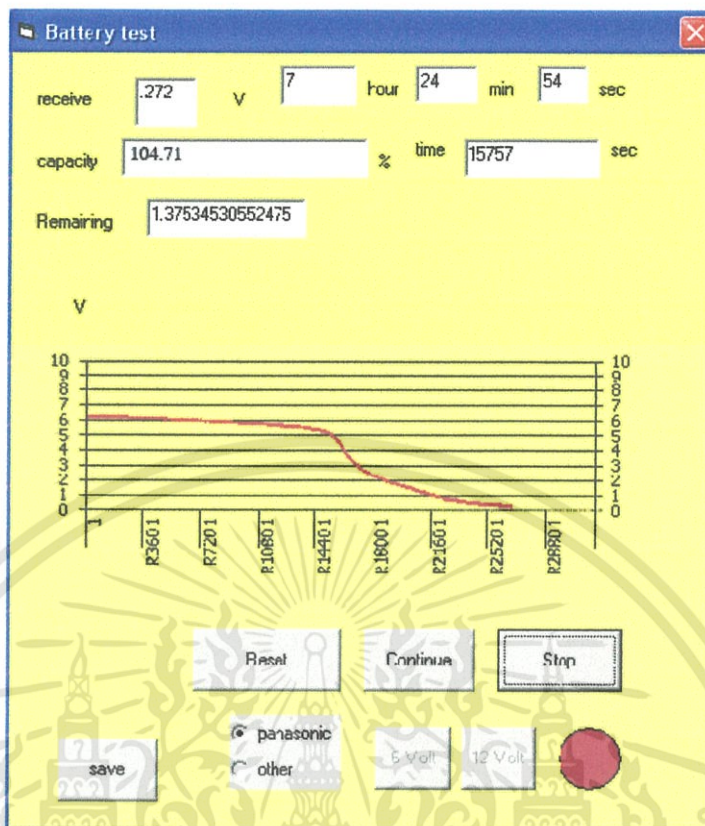 Battery test
receive .272 V 7 hour 24 min 54 sec
capacity 104.71 % time 15757 sec
Remairing 1.37534530552475
V
10 10
9 9
8 8
7 7
6 6
5 5
4 4
3 3
2 2
1 1
0 0
1 R3601 R7201 R10801 R14401 R18001 R21601 R25201 R28801
Reset Continue Stop
panasonic
other
save 6 Volt 12 Volt